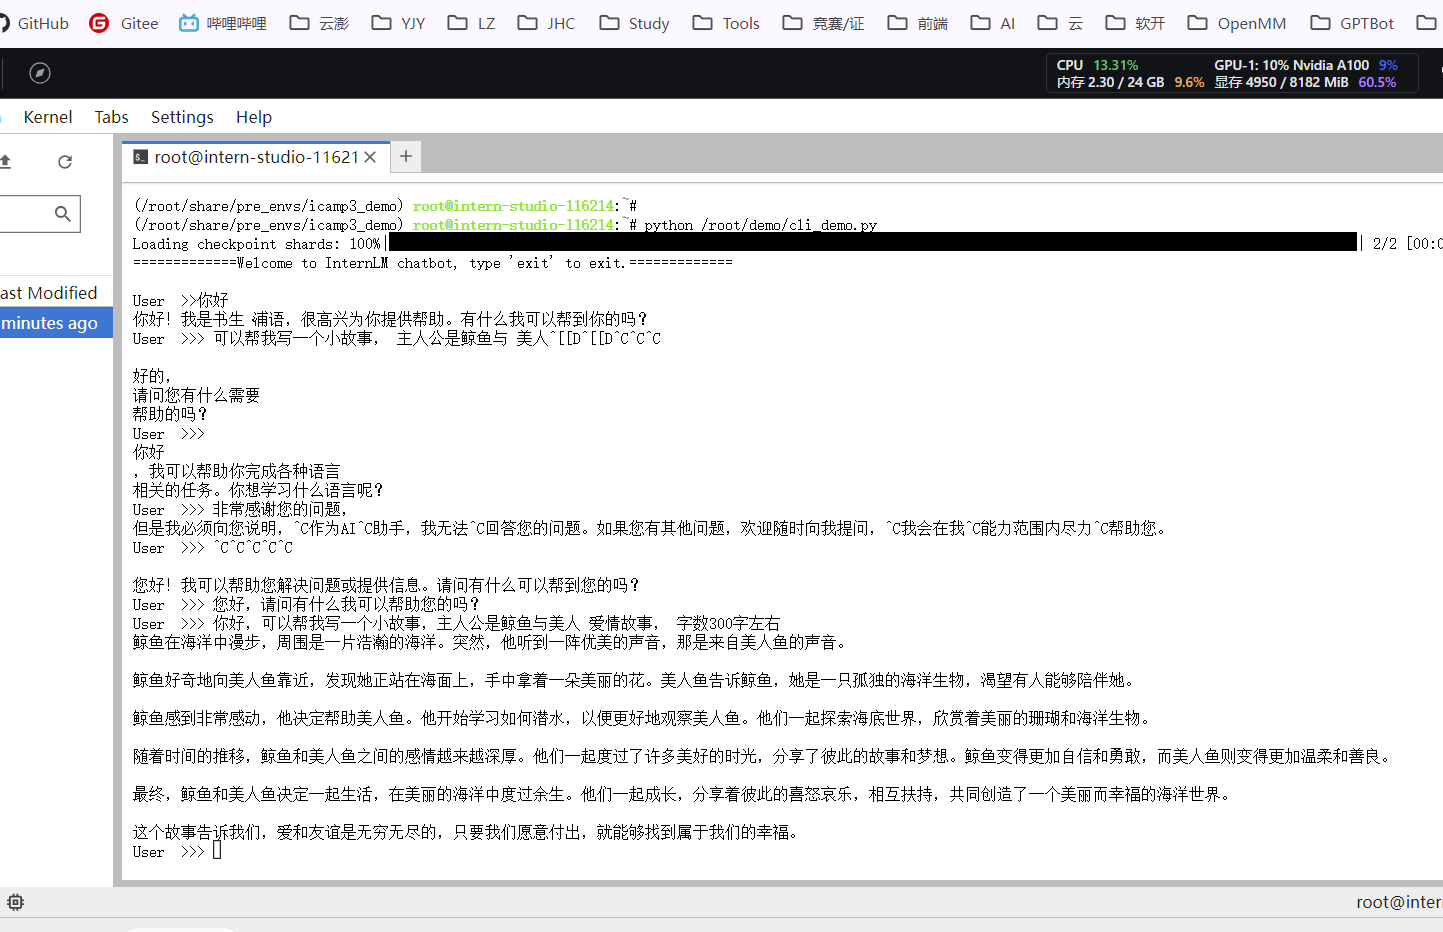 GitHub Gitee 哔哩哔哩 云澎 YJY LZ JHC Study Tools 竞赛/证 前端 AI 云 软开 OpenMM GPTBot
CPU 13.31% GPU-1: 10% Nvidia A100 9%
内存 2.30 / 24 GB 9.6% 显存 4950 / 8182 MiB 60.5%
Kernel Tabs Settings Help
root@intern-studio-11621
(/root/share/pre_envs/icamp3_demo) root@intern-studio-116214:~#
(/root/share/pre_envs/icamp3_demo) root@intern-studio-116214:~# python /root/demo/cli_demo.py
Loading checkpoint shards: 100%| | 2/2 [00:0
=============Welcome to InternLM chatbot, type 'exit' to exit.=============
ast Modified
minutes ago
User >>你好
你好！我是书生·浦语，很高兴为你提供帮助。有什么我可以帮到你的吗？
User >>> 可以帮我写一个小故事， 主人公是鲸鱼与 美人^[[D^[[D^C^C^C
好的，
请问您有什么需要
帮助的吗？
User >>>
你好
，我可以帮助你完成各种语言
相关的任务。你想学习什么语言呢？
User >>> 非常感谢您的问题，
但是我必须向您说明，^C作为AI^C助手，我无法^C回答您的问题。如果您有其他问题，欢迎随时向我提问，^C我会在我^C能力范围内尽力^C帮助您。
User >>> ^C^C^C^C^C
您好！我可以帮助您解决问题或提供信息。请问有什么可以帮到您的吗？
User >>> 您好，请问有什么我可以帮助您的吗？
User >>> 你好，可以帮我写一个小故事，主人公是鲸鱼与美人 爱情故事， 字数300字左右
鲸鱼在海洋中漫步，周围是一片浩瀚的海洋。突然，他听到一阵优美的声音，那是来自美人鱼的声音。
鲸鱼好奇地向美人鱼靠近，发现她正站在海面上，手中拿着一朵美丽的花。美人鱼告诉鲸鱼，她是一只孤独的海洋生物，渴望有人能够陪伴她。
鲸鱼感到非常感动，他决定帮助美人鱼。他开始学习如何潜水，以便更好地观察美人鱼。他们一起探索海底世界，欣赏着美丽的珊瑚和海洋生物。
随着时间的推移，鲸鱼和美人鱼之间的感情越来越深厚。他们一起度过了许多美好的时光，分享了彼此的故事和梦想。鲸鱼变得更加自信和勇敢，而美人鱼则变得更加温柔和善良。
最终，鲸鱼和美人鱼决定一起生活，在美丽的海洋中度过余生。他们一起成长，分享着彼此的喜怒哀乐，相互扶持，共同创造了一个美丽而幸福的海洋世界。
这个故事告诉我们，爱和友谊是无穷无尽的，只要我们愿意付出，就能够找到属于我们的幸福。
User >>>
root@inter